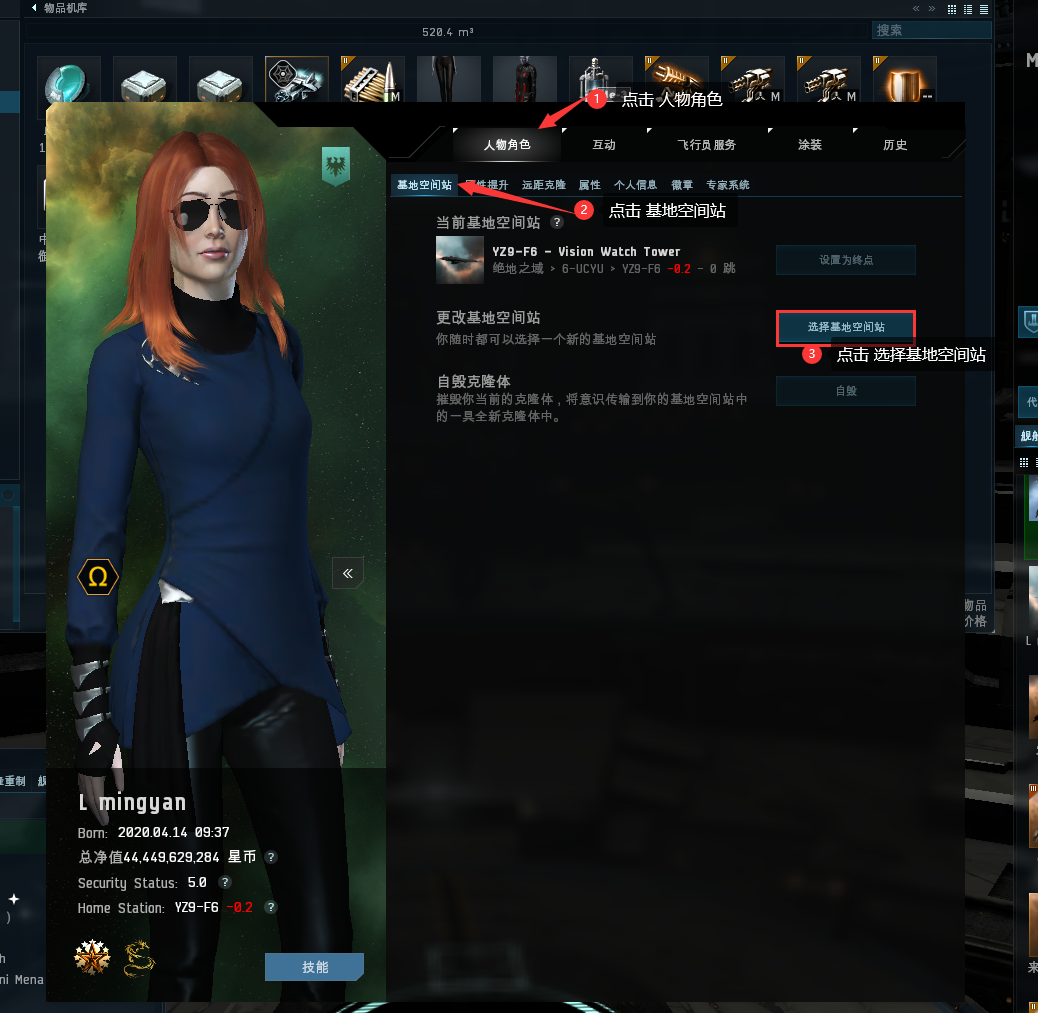 物品机库
520.4 m³
搜索
1 点击 人物角色
人物角色 互动 飞行员服务 涂装 历史
基地空间站 性提升 远距克隆 属性 个人信息 徽章 专家系统
2 点击 基地空间站
当前基地空间站 ?
YZ9-F6 - Vision Watch Tower
绝地之域 > 6-UCYU > YZ9-F6 -0.2 - 0 跳
设置为终点
更改基地空间站
你随时都可以选择一个新的基地空间站
选择基地空间站
3 点击 选择基地空间站
自毁克隆体
摧毁你当前的克隆体，将意识传输到你的基地空间站中
的一具全新克隆体中。
自毁
Ω
物品
价格
重制
L mingyan
Born: 2020.04.14 09:37
总净值44,449,629,284 星币 ?
Security Status: 5.0 ?
Home Station: YZ9-F6 -0.2 ?
技能
ni Mena